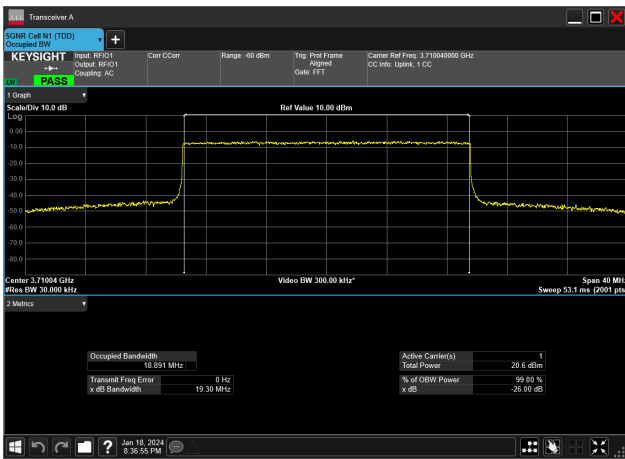 Transceiver A
5GNR Cell N1 (TDD)
Occupied BW
KEYSIGHT
PASS
Input: RFIO1
Output: RFIO1
Coupling: AC
Corr CCorr
Range: -60 dBm
Trig: Prot Frame
Aligned
Gate: FFT
Carrier Ref Freq: 3.710040000 GHz
CC Info: Uplink, 1 CC
1 Graph
Scale/Div 10.0 dB
Ref Value 10.00 dBm
Log
0.00
-10.0
-20.0
-30.0
-40.0
-50.0
-60.0
-70.0
-80.0
Center 3.71004 GHz
Video BW 300.00 kHz*
Span 40 MH
#Res BW 30.000 kHz
Sweep 53.1 ms (2001 pts
2 Metrics
Occupied Bandwidth
18.891 MHz
Transmit Freq Error 0 Hz
x dB Bandwidth 19.30 MHz
Active Carrier(s) 1
Total Power 20.6 dBm
% of OBW Power 99.00 %
x dB -26.00 dB
Jan 18, 2024
8:36:55 PM